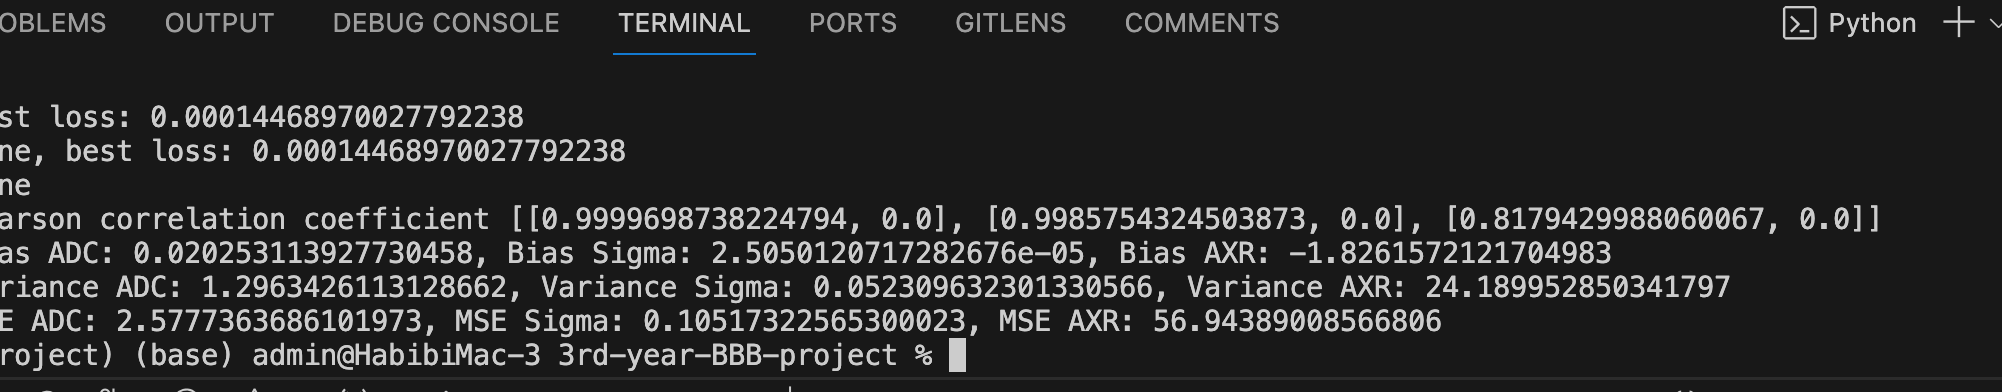 OBLEMS OUTPUT DEBUG CONSOLE TERMINAL PORTS GITLENS COMMENTS Python
st loss: 0.00014468970027792238
ne, best loss: 0.00014468970027792238
ne
arson correlation coefficient [[0.9999698738224794, 0.0], [0.9985754324503873, 0.0], [0.8179429988060067, 0.0]]
as ADC: 0.020253113927730458, Bias Sigma: 2.5050120717282676e-05, Bias AXR: -1.8261572121704983
riance ADC: 1.2963426113128662, Variance Sigma: 0.052309632301330566, Variance AXR: 24.189952850341797
E ADC: 2.5777363686101973, MSE Sigma: 0.10517322565300023, MSE AXR: 56.94389008566806
roject) (base) admin@HabibiMac-3 3rd-year-BBB-project %